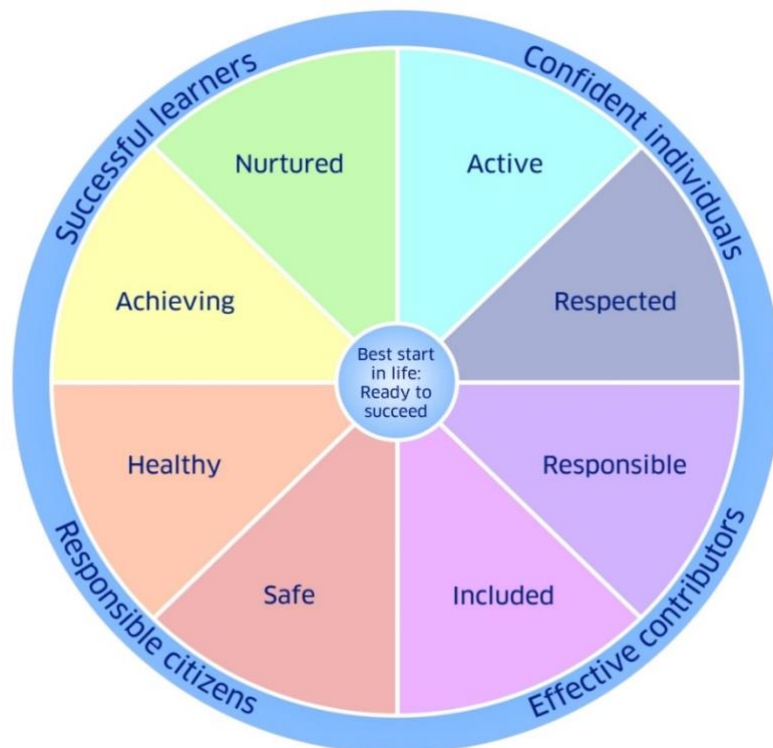 Successful learners
Confident individuals
Nurtured
Active
Achieving
Respected
Best start
in life:
Ready to
succeed
Healthy
Responsible
Safe
Included
Responsible citizens
Effective contributors